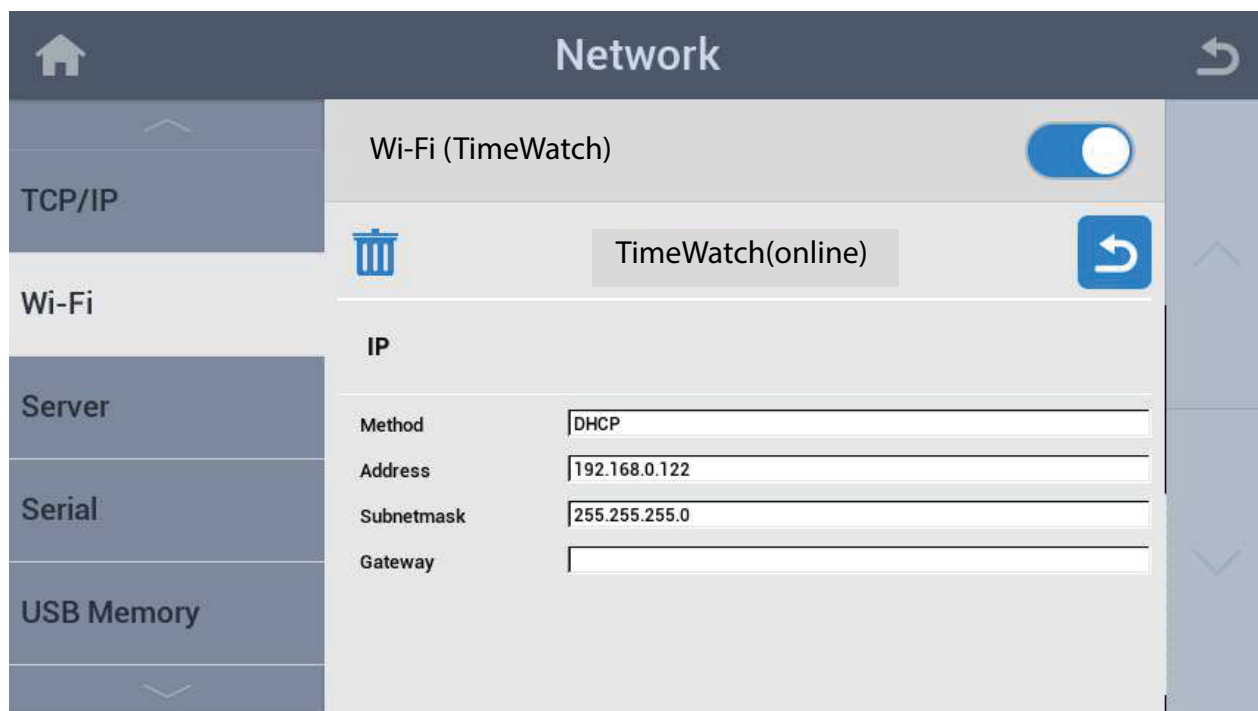 Network
TCP/IP
Wi-Fi
Server
Serial
USB Memory
Wi-Fi (TimeWatch)
TimeWatch(online)
IP
Method DHCP
Address 192.168.0.122
Subnetmask 255.255.255.0
Gateway